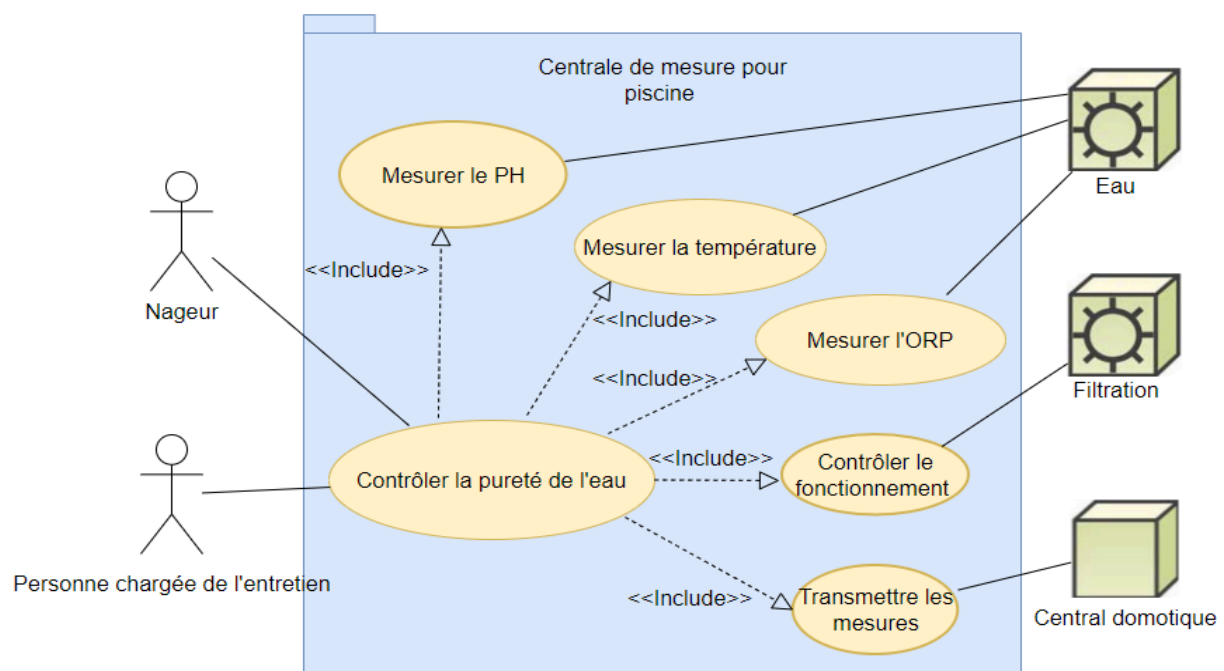 Centrale de mesure pour
piscine
Mesurer le PH
Eau
Mesurer la température
<<Include>>
Nageur
<<Include>>
Mesurer l'ORP
<<Include>>
Filtration
Contrôler la pureté de l'eau
<<Include>>
Contrôler le
fonctionnement
Personne chargée de l'entretien
<<Include>>
Transmettre les
mesures
Central domotique